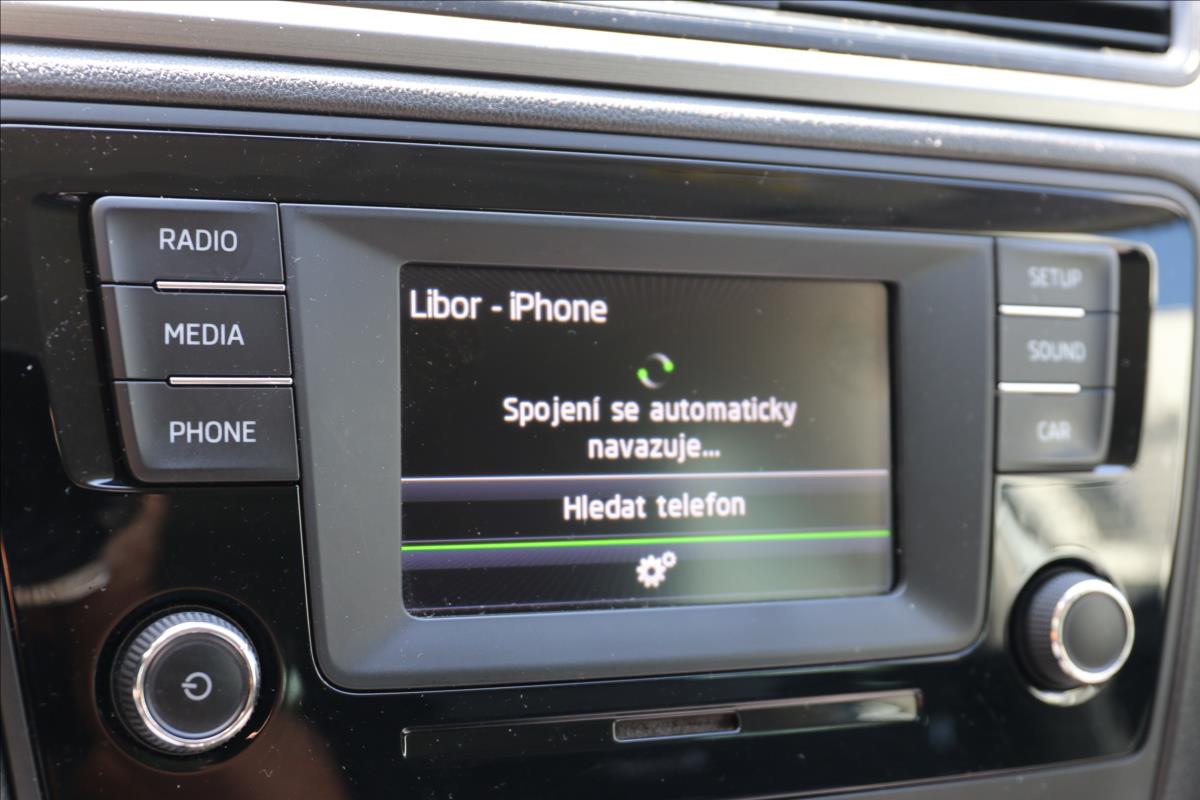 RADIO
MEDIA
PHONE
Libor - iPhone
Spojení se automaticky
navazuje...
Hledat telefon
SETUP
SOUND
CAR